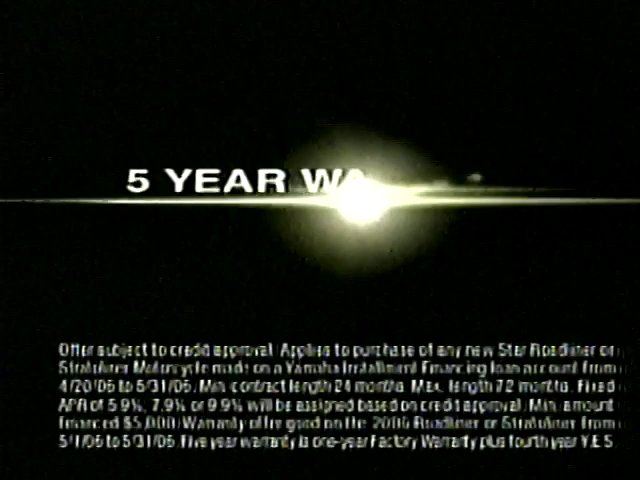 5 YEAR WA
Offer subject to credit approval. Applies to purchase of any new Star Roadliner or
Stratoliner Motorcycle made on a Yamaha Installment Financing loan account from
4/20/06 to 5/31/06. Min. contract length 24 months. Max. length 72 months. Fixed
APR of 5.9%, 7.9% or 9.9% will be assigned based on credit approval. Min. amount
financed $5,000. Warranty offer good on the 2006 Roadliner or Stratoliner from
5/1/06 to 5/31/06. Five year warranty is one-year Factory Warranty plus fourth year Y.E.S.